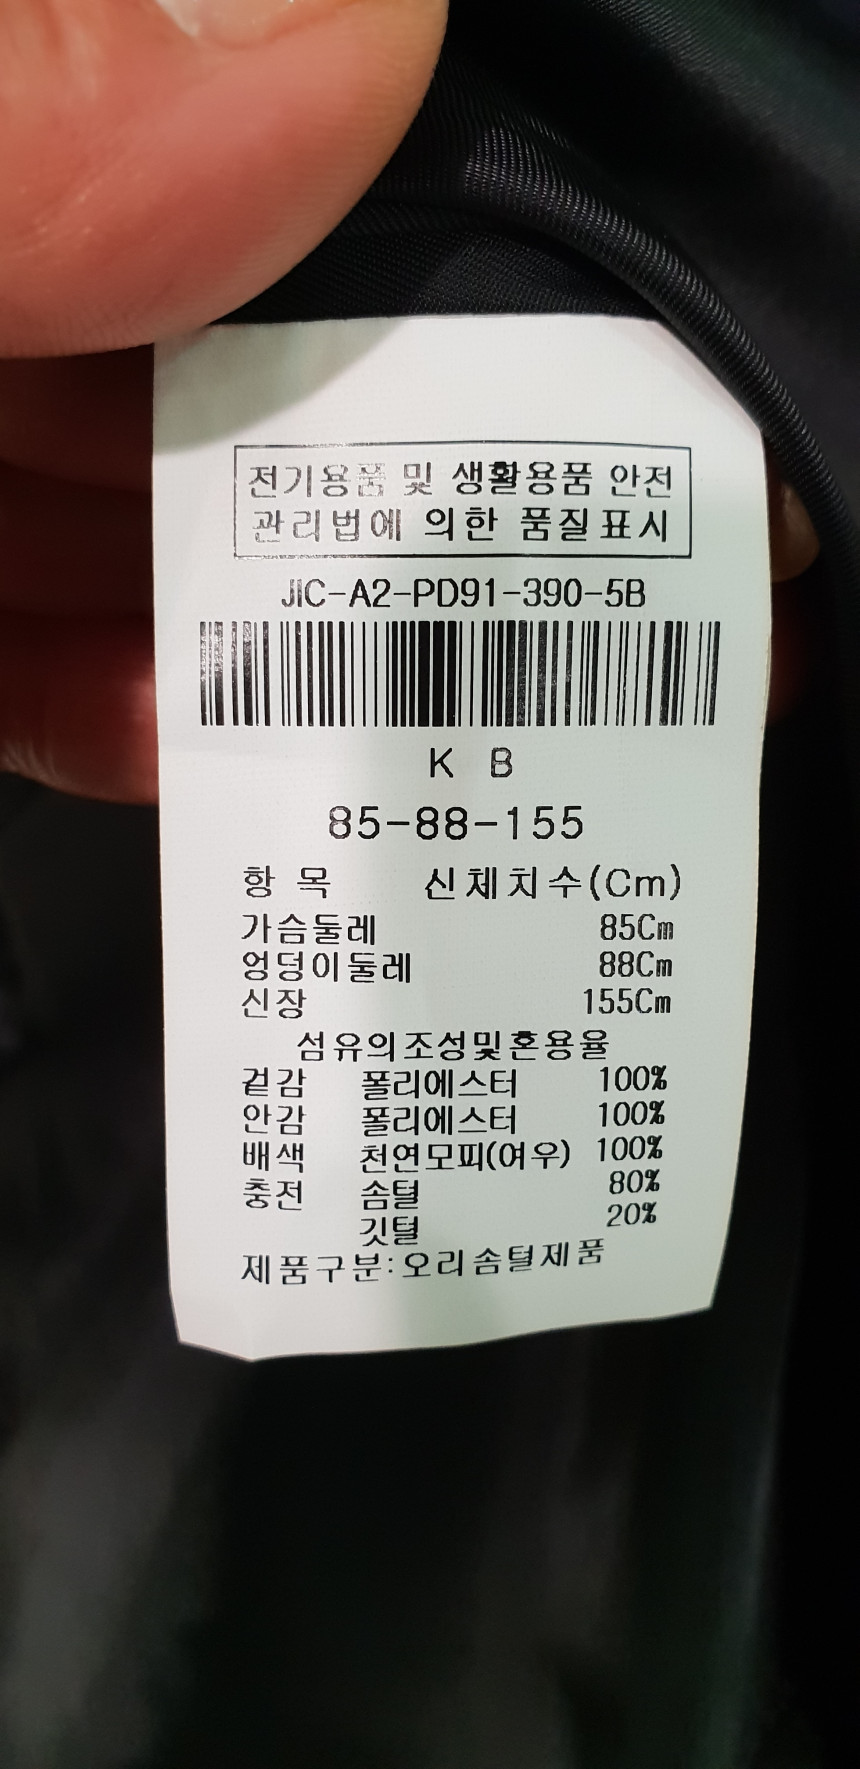 전기용품 및 생활용품 안전
관리법에 의한 품질표시
JIC-A2-PD91-390-5B
K B
85-88-155
항 목 신체치수(Cm)
가슴둘레 85Cm
엉덩이둘레 88Cm
신장 155Cm
섬유의조성및혼용율
겉감 폴리에스터 100%
안감 폴리에스터 100%
배색 천연모피(여우) 100%
충전 솜털 80%
깃털 20%
제품구분:오리솜털제품